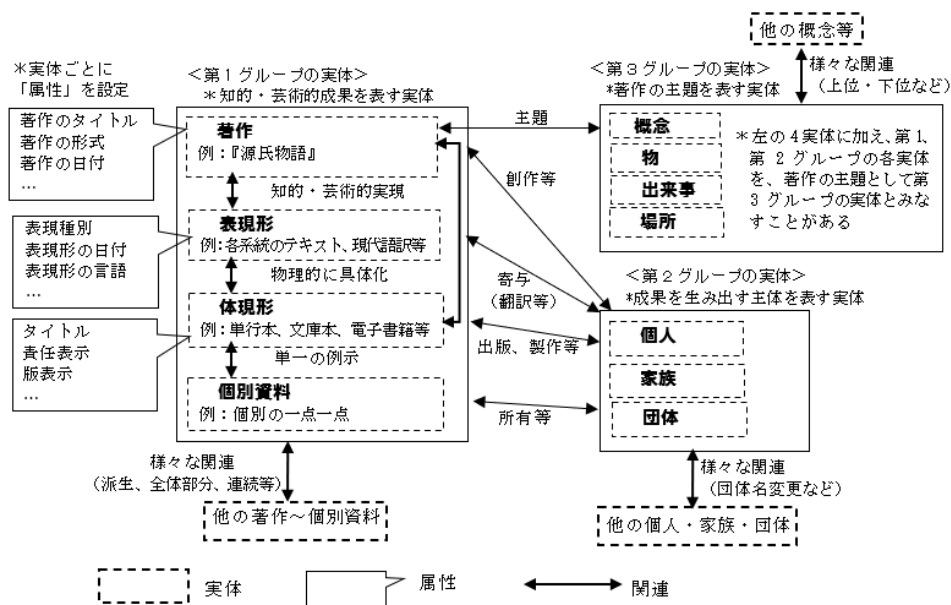 他の概念等
*実体ごとに
「属性」を設定
<第1グループの実体>
*知的・芸術的成果を表す実体
<第3グループの実体>
*著作の主題を表す実体
様々な関連
(上位・下位など)
著作のタイトル
著作の形式
著作の日付
…
著作
例:『源氏物語』
主題
概念
物
出来事
場所
*左の4実体に加え、第1、
第2グループの各実体
を、著作の主題として第
3グループの実体とみな
すことがある
知的・芸術的実現
創作等
表現種別
表現形の日付
表現形の言語
…
表現形
例:各系統のテキスト、現代語訳等
物理的に具体化
寄与
(翻訳等)
<第2グループの実体>
*成果を生み出す主体を表す実体
タイトル
責任表示
版表示
…
体現形
例:単行本、文庫本、電子書籍等
単一の例示
出版、製作等
個人
家族
団体
個別資料
例:個別の一点一点
所有等
様々な関連
(派生、全体部分、連続等)
他の著作~個別資料
様々な関連
(団体名変更など)
他の個人・家族・団体
実体
属性
関連